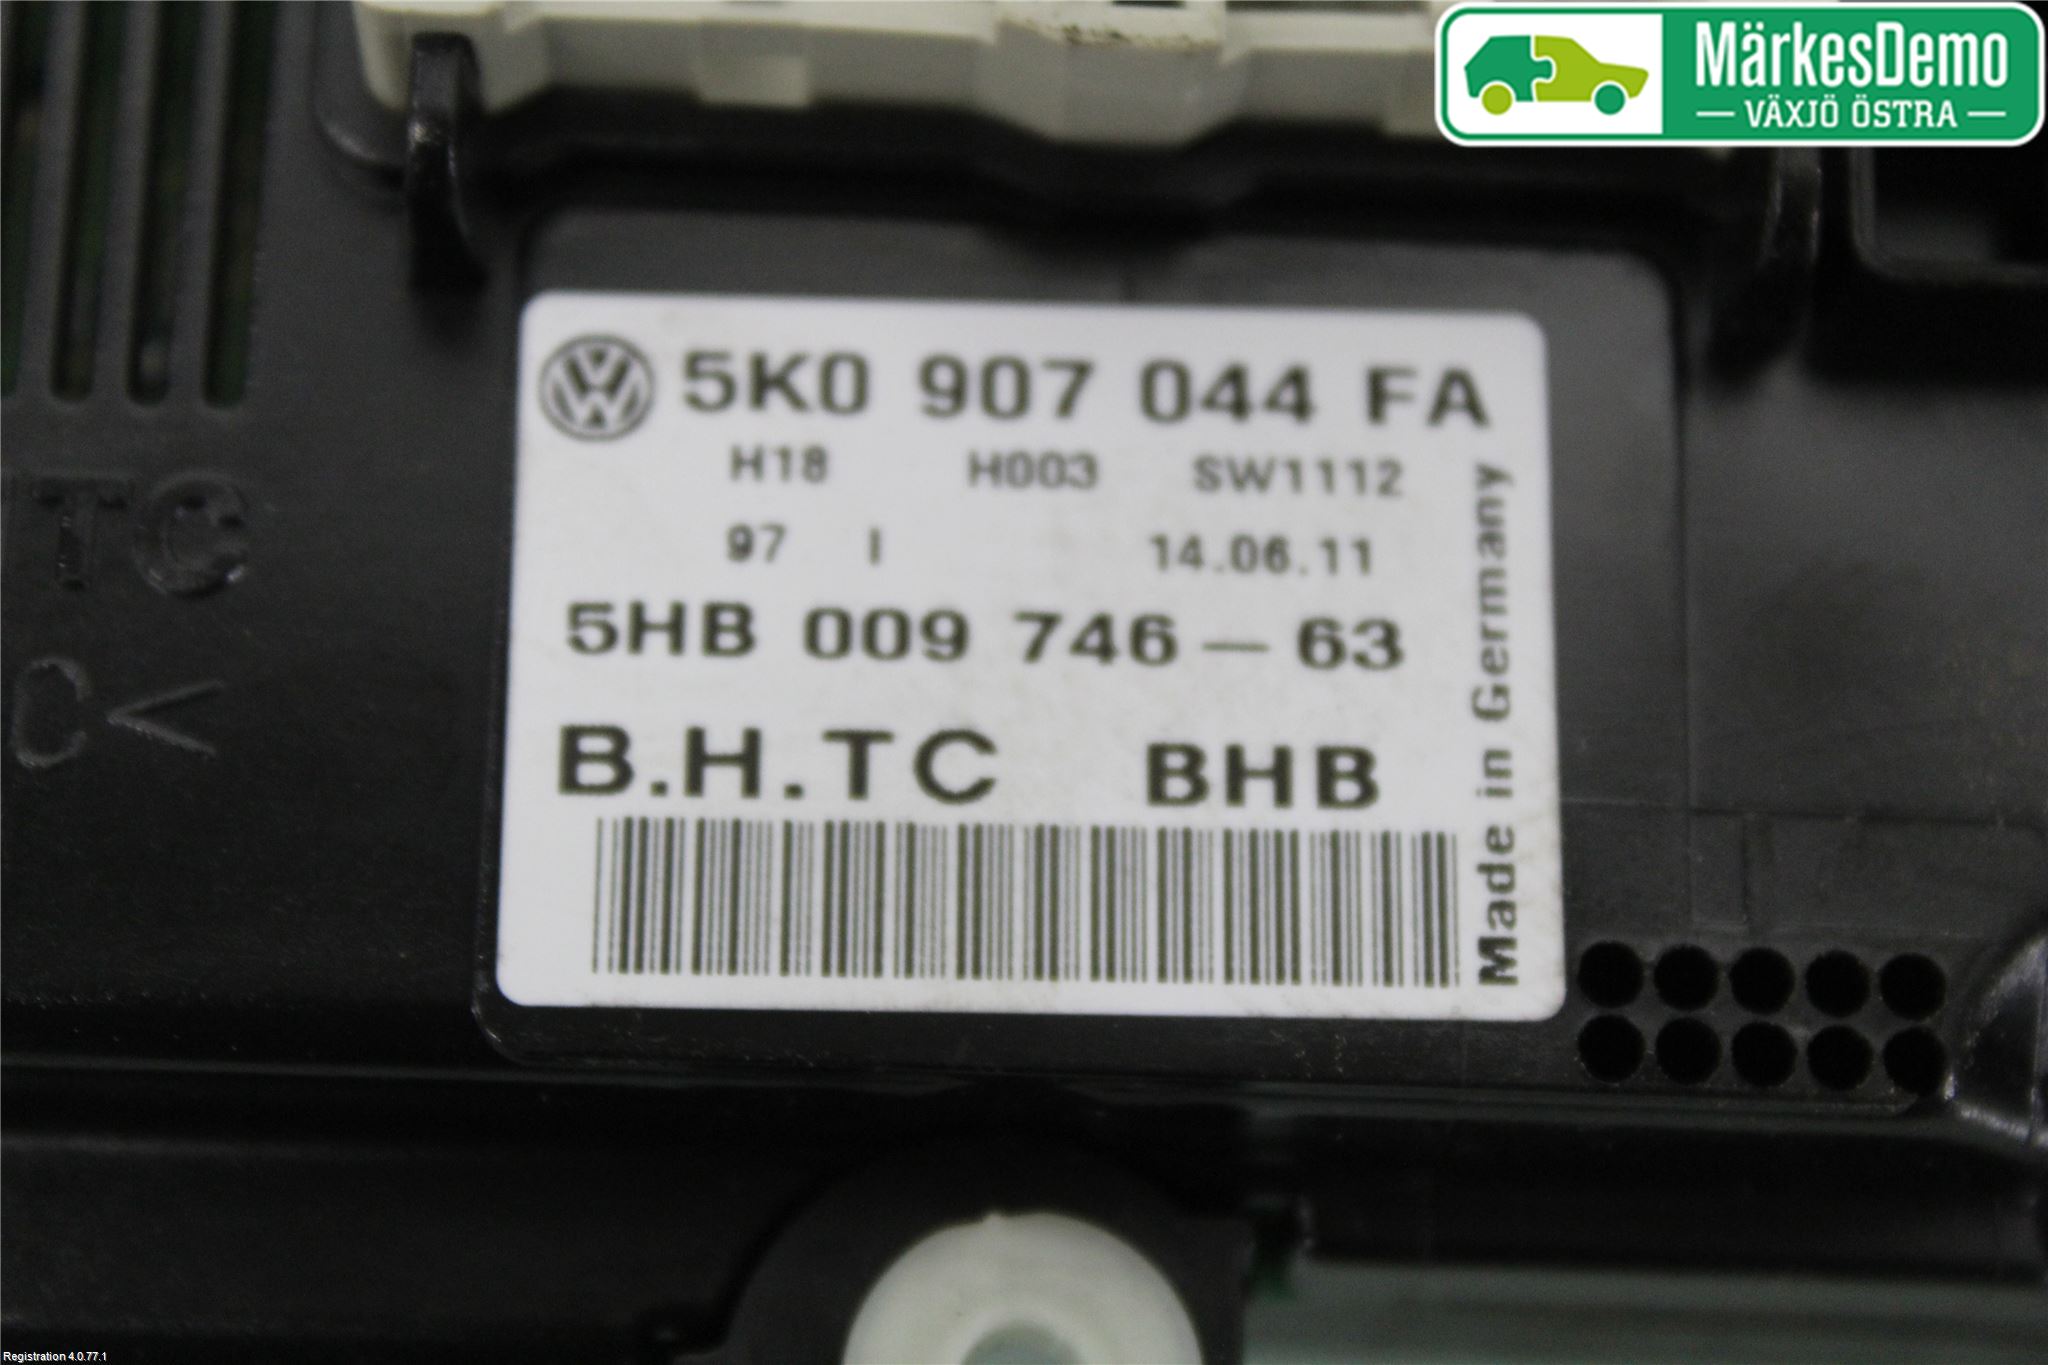 MärkesDemo
VÄXJÖ ÖSTRA
5K0 907 044 FA
H18 H003 SW1112
97 I 14.06.11
5HB 009 746-63
B.H.TC BHB
Made in Germany
TC
C<
Registration 4.0.77.1